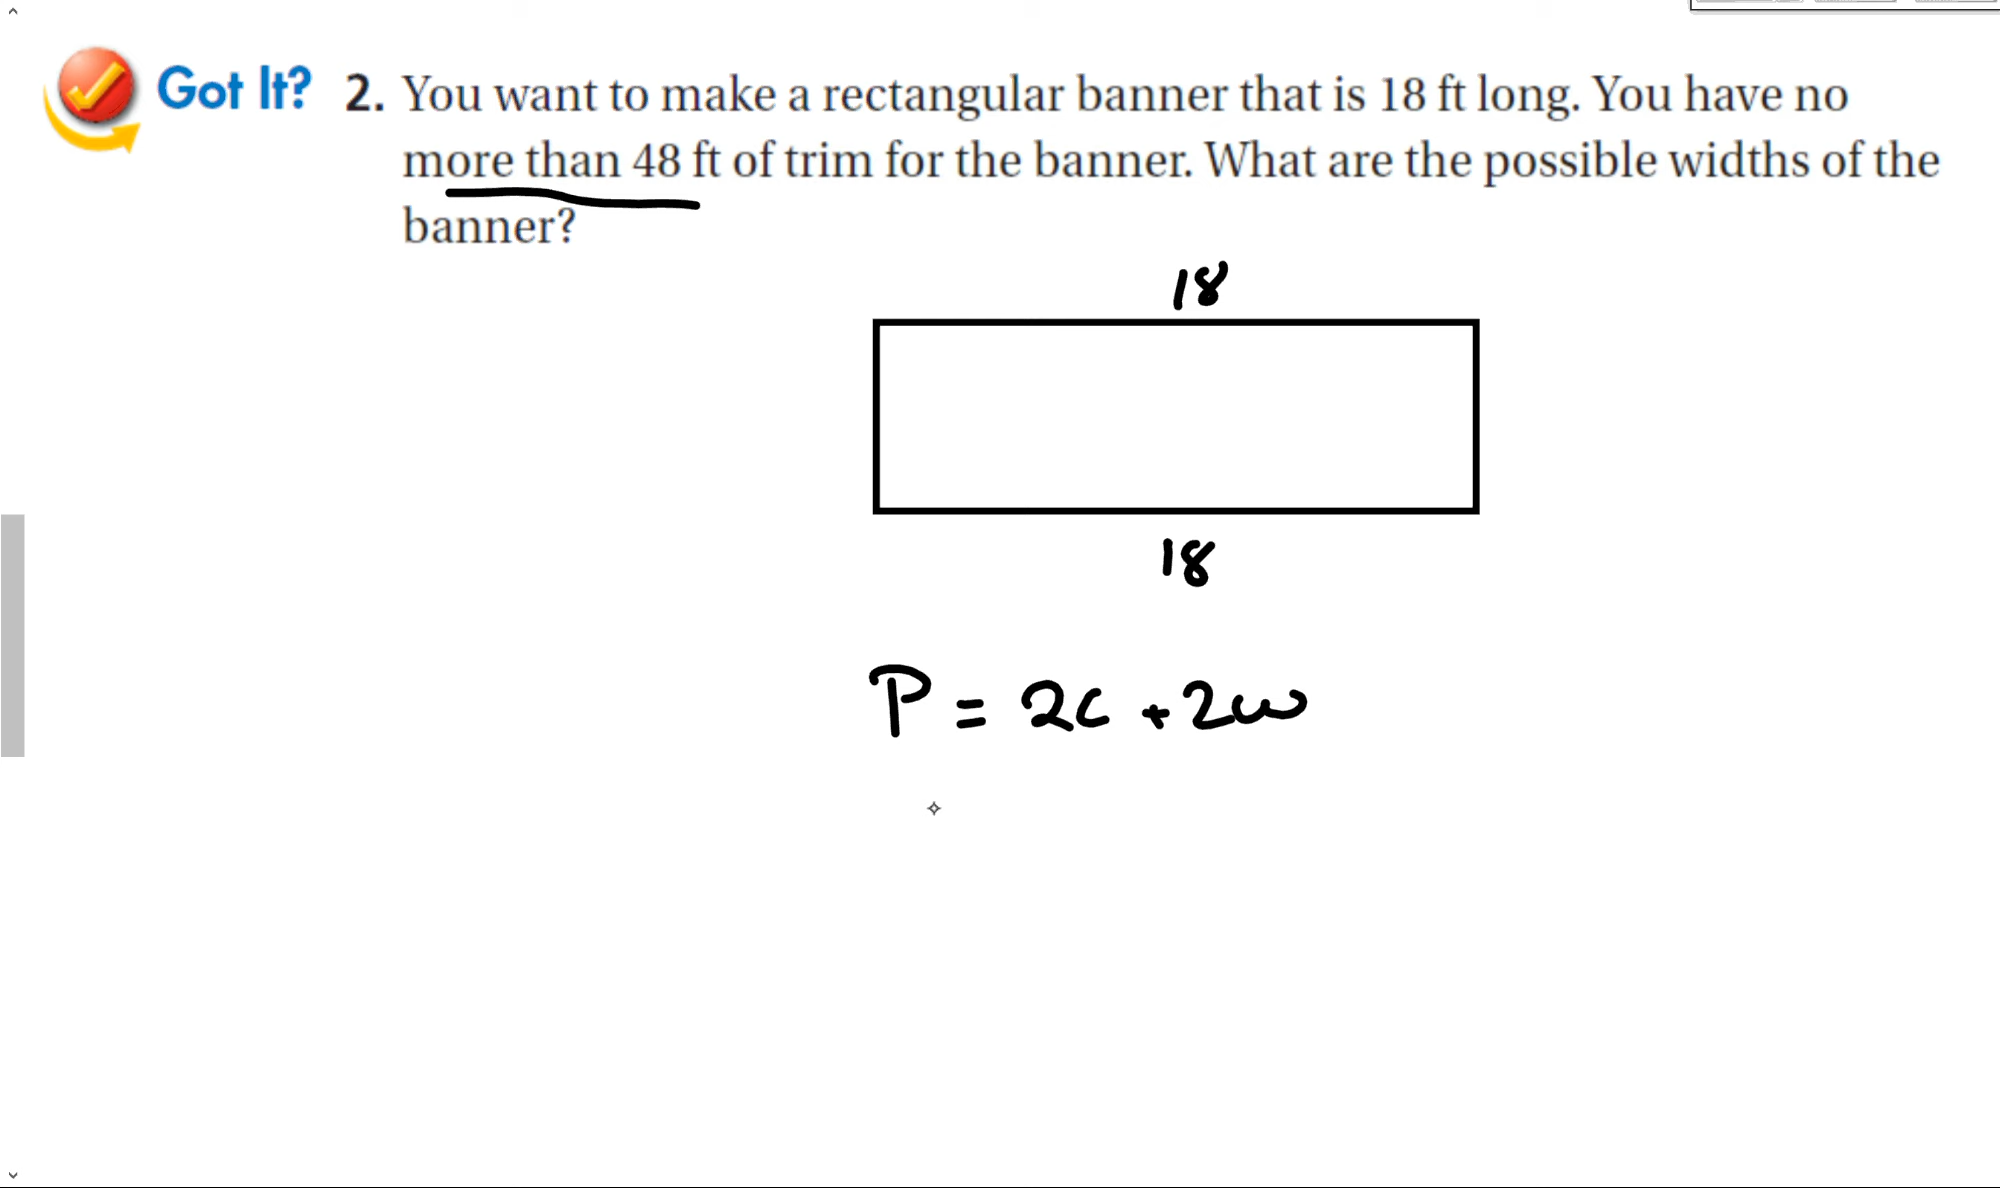 Got It? 2. You want to make a rectangular banner that is 18 ft long. You have no
more than 48 ft of trim for the banner. What are the possible widths of the
banner?
18
18
P = 2L + 2w